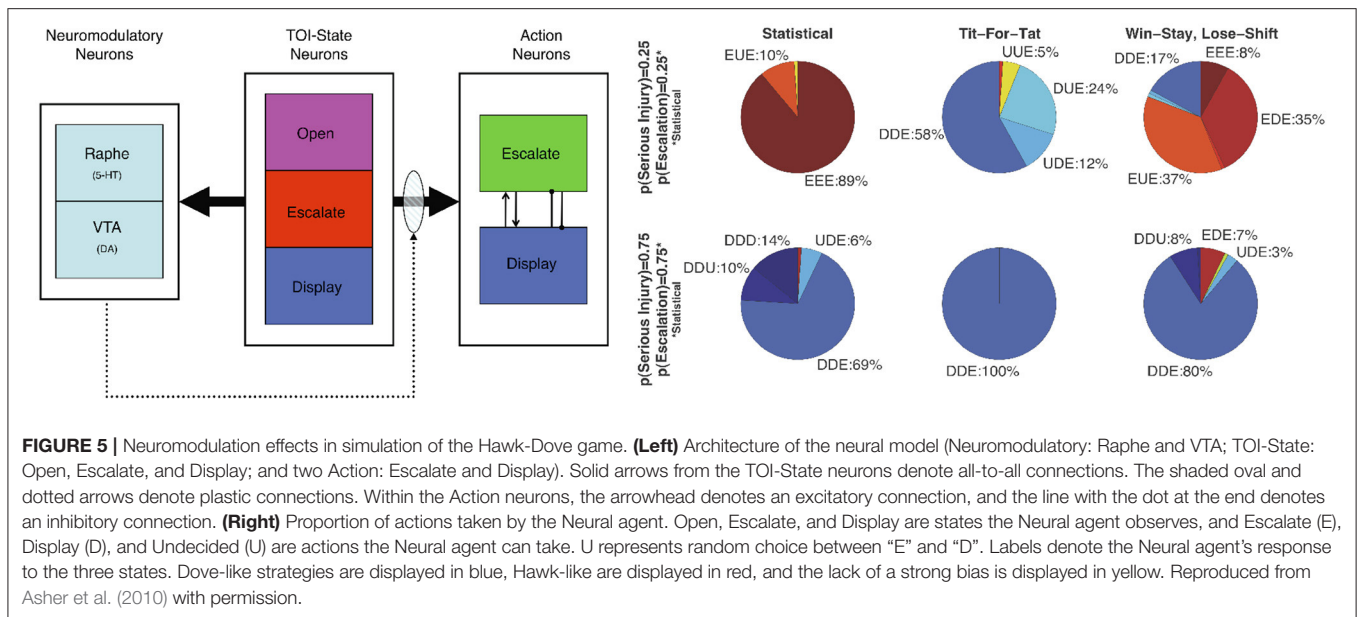 Neuromodulatory
Neurons
TOI-State
Neurons
Action
Neurons
Raphe
(5-HT)
VTA
(DA)
Open
Escalate
Display
Escalate
Display
p(Serious Injury)=0.25
p(Escalation)=0.25*
*Statistical
p(Serious Injury)=0.75
p(Escalation)=0.75*
*Statistical
Statistical
EUE:10%
EEE:89%
Tit–For–Tat
UUE:5%
DUE:24%
DDE:58%
UDE:12%
Win–Stay, Lose–Shift
DDE:17%
EEE:8%
EDE:35%
EUE:37%
DDD:14%
UDE:6%
DDU:10%
DDE:69%
DDE:100%
DDU:8%
EDE:7%
UDE:3%
DDE:80%
FIGURE 5 | Neuromodulation effects in simulation of the Hawk-Dove game. (Left) Architecture of the neural model (Neuromodulatory: Raphe and VTA; TOI-State:
Open, Escalate, and Display; and two Action: Escalate and Display). Solid arrows from the TOI-State neurons denote all-to-all connections. The shaded oval and
dotted arrows denote plastic connections. Within the Action neurons, the arrowhead denotes an excitatory connection, and the line with the dot at the end denotes
an inhibitory connection. (Right) Proportion of actions taken by the Neural agent. Open, Escalate, and Display are states the Neural agent observes, and Escalate (E),
Display (D), and Undecided (U) are actions the Neural agent can take. U represents random choice between “E” and “D”. Labels denote the Neural agent’s response
to the three states. Dove-like strategies are displayed in blue, Hawk-like are displayed in red, and the lack of a strong bias is displayed in yellow. Reproduced from
Asher et al. (2010) with permission.